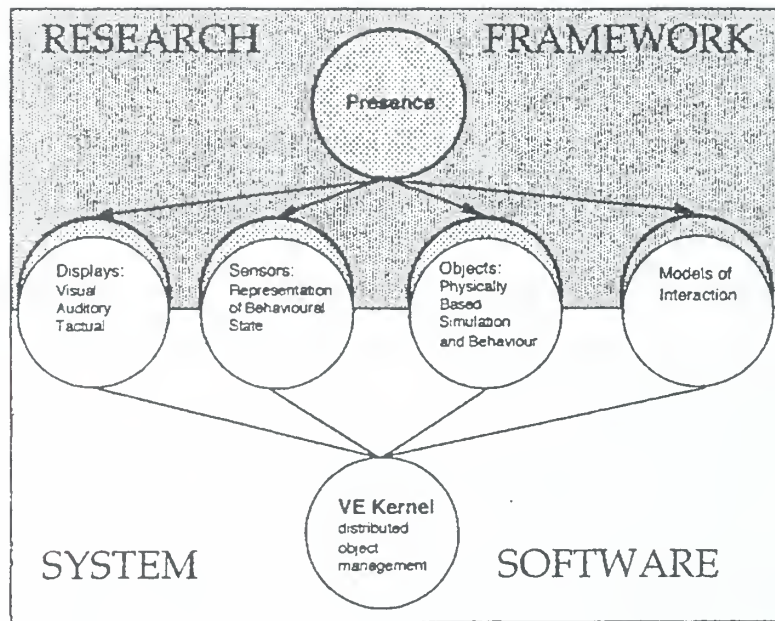 RESEARCH FRAMEWORK
Presence
Displays:
Visual
Auditory
Tactual
Sensors:
Representation
of Behavioural
State
Objects:
Physically
Based
Simulation
and Behaviour
Models of
Interaction
VE Kernel
distributed
object
management
SYSTEM SOFTWARE